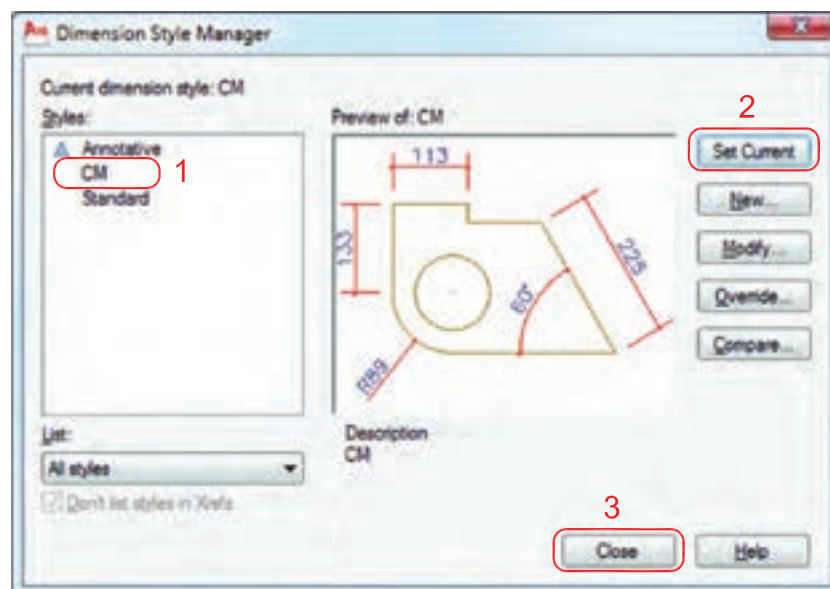 Dimension Style Manager
Current dimension style: CM
Styles:
Annotative
CM
Standard
1
Preview of: CM
113
133
225
60°
R89
2
Set Current
New...
Modify...
Override...
Compare...
List:
All styles
Don't list styles in Xrefs
Description
CM
3
Close
Help